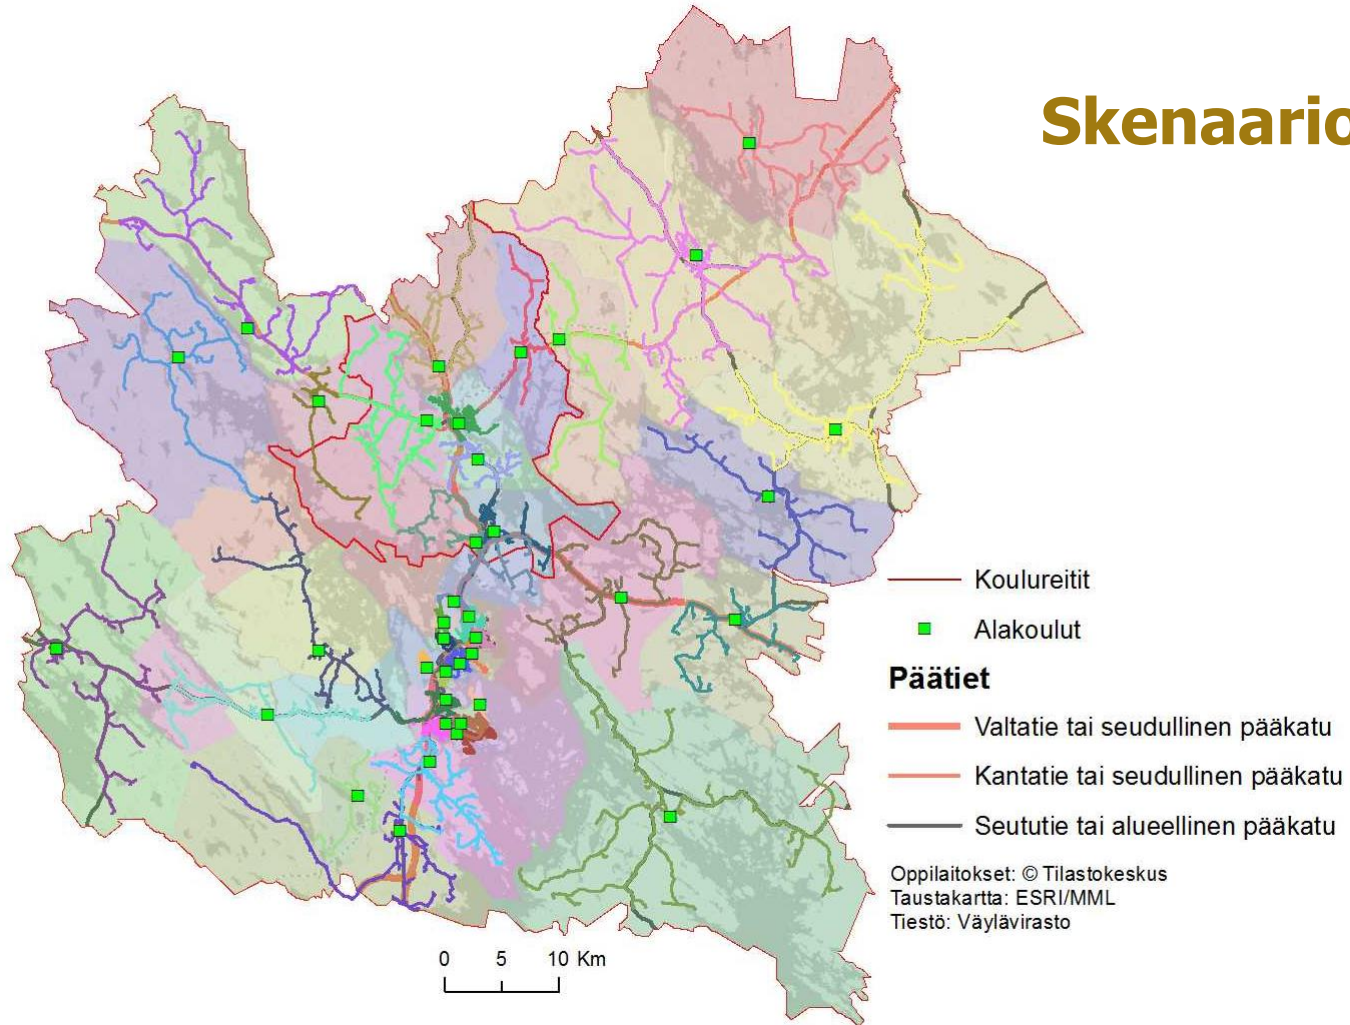 Skenaario
Koulureitit
Alakoulut
Päätiet
Valtatie tai seudullinen pääkatu
Kantatie tai seudullinen pääkatu
Seututie tai alueellinen pääkatu
Oppilaitokset: © Tilastokeskus
Taustakartta: ESRI/MML
Tiestö: Väylävirasto
0 5 10 Km